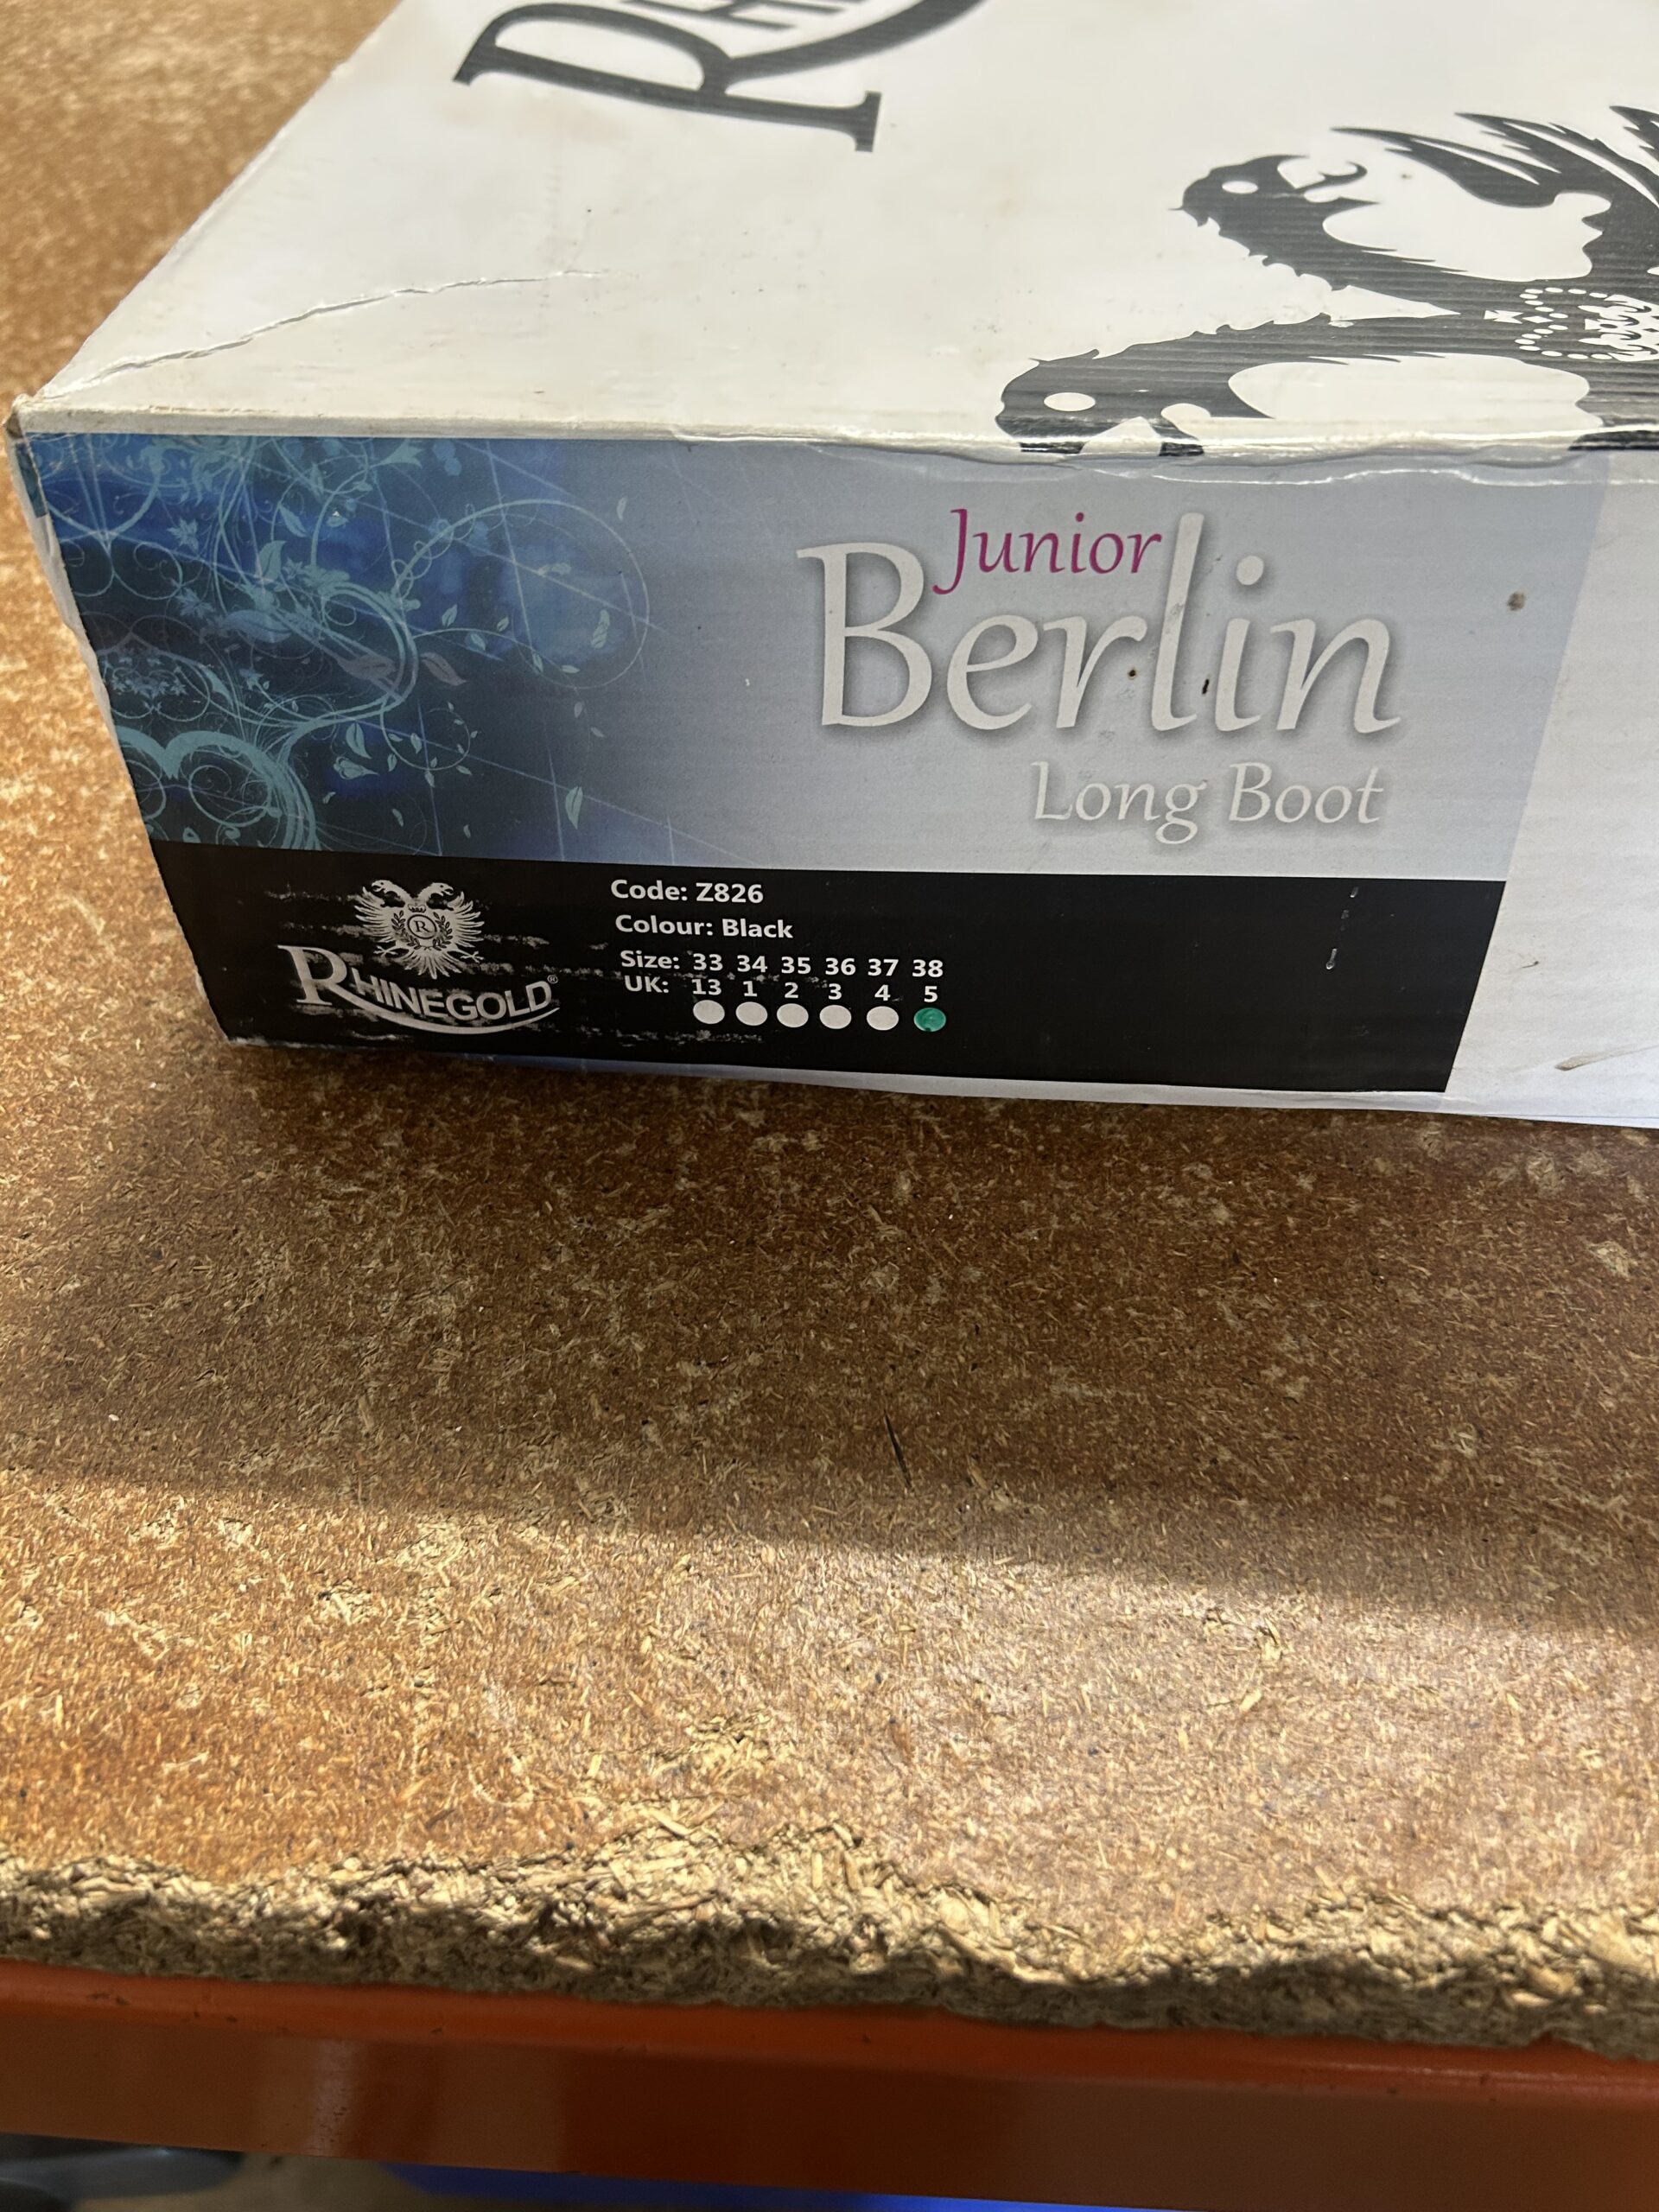 Junior
Berlin
Long Boot
RHINEGOLD®
R
Code: Z826
Colour: Black
Size: 33 34 35 36 37 38
UK: 13 1 2 3 4 5